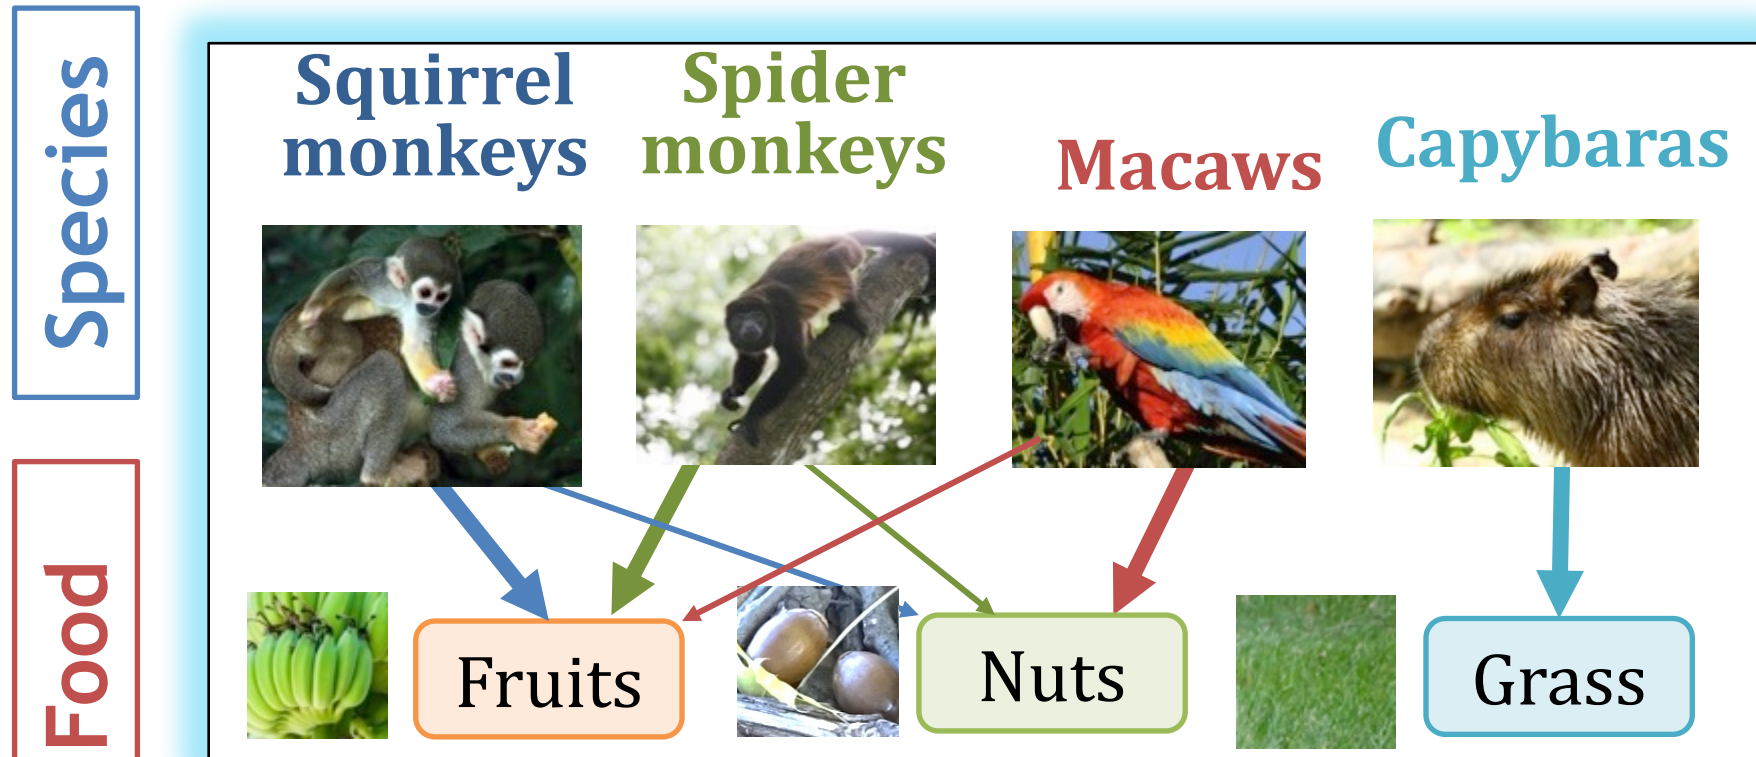 Species
Squirrel
monkeys
Spider
monkeys
Macaws
Capybaras
Food
Fruits
Nuts
Grass